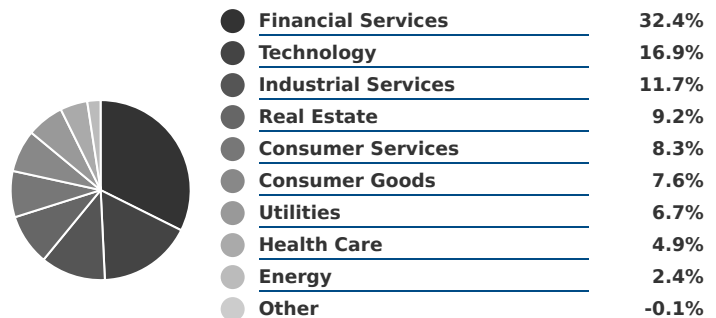 Financial Services 32.4%
Technology 16.9%
Industrial Services 11.7%
Real Estate 9.2%
Consumer Services 8.3%
Consumer Goods 7.6%
Utilities 6.7%
Health Care 4.9%
Energy 2.4%
Other -0.1%